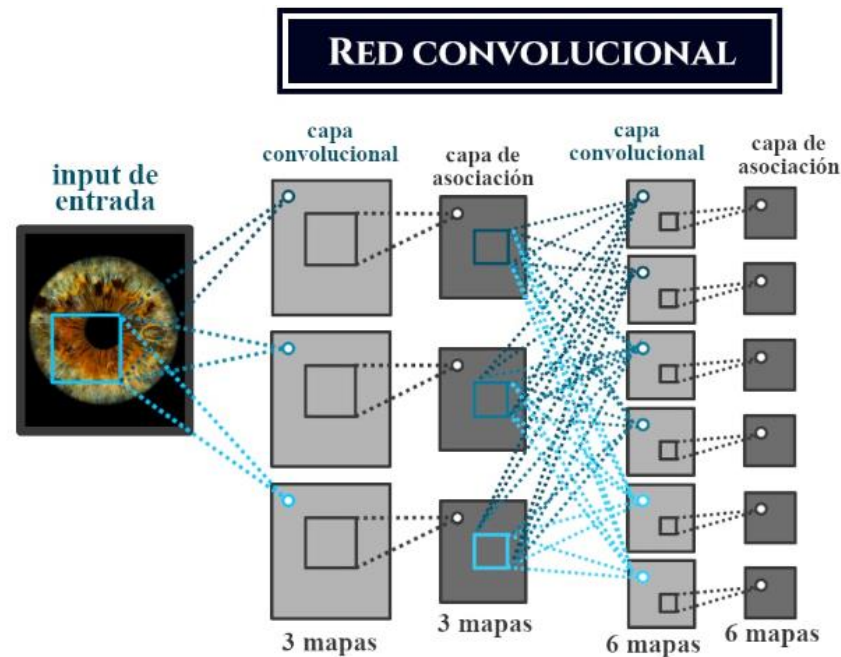 RED CONVOLUCIONAL
input de
entrada
capa
convolucional
capa de
asociación
capa
convolucional
capa de
asociación
3 mapas
3 mapas
6 mapas
6 mapas